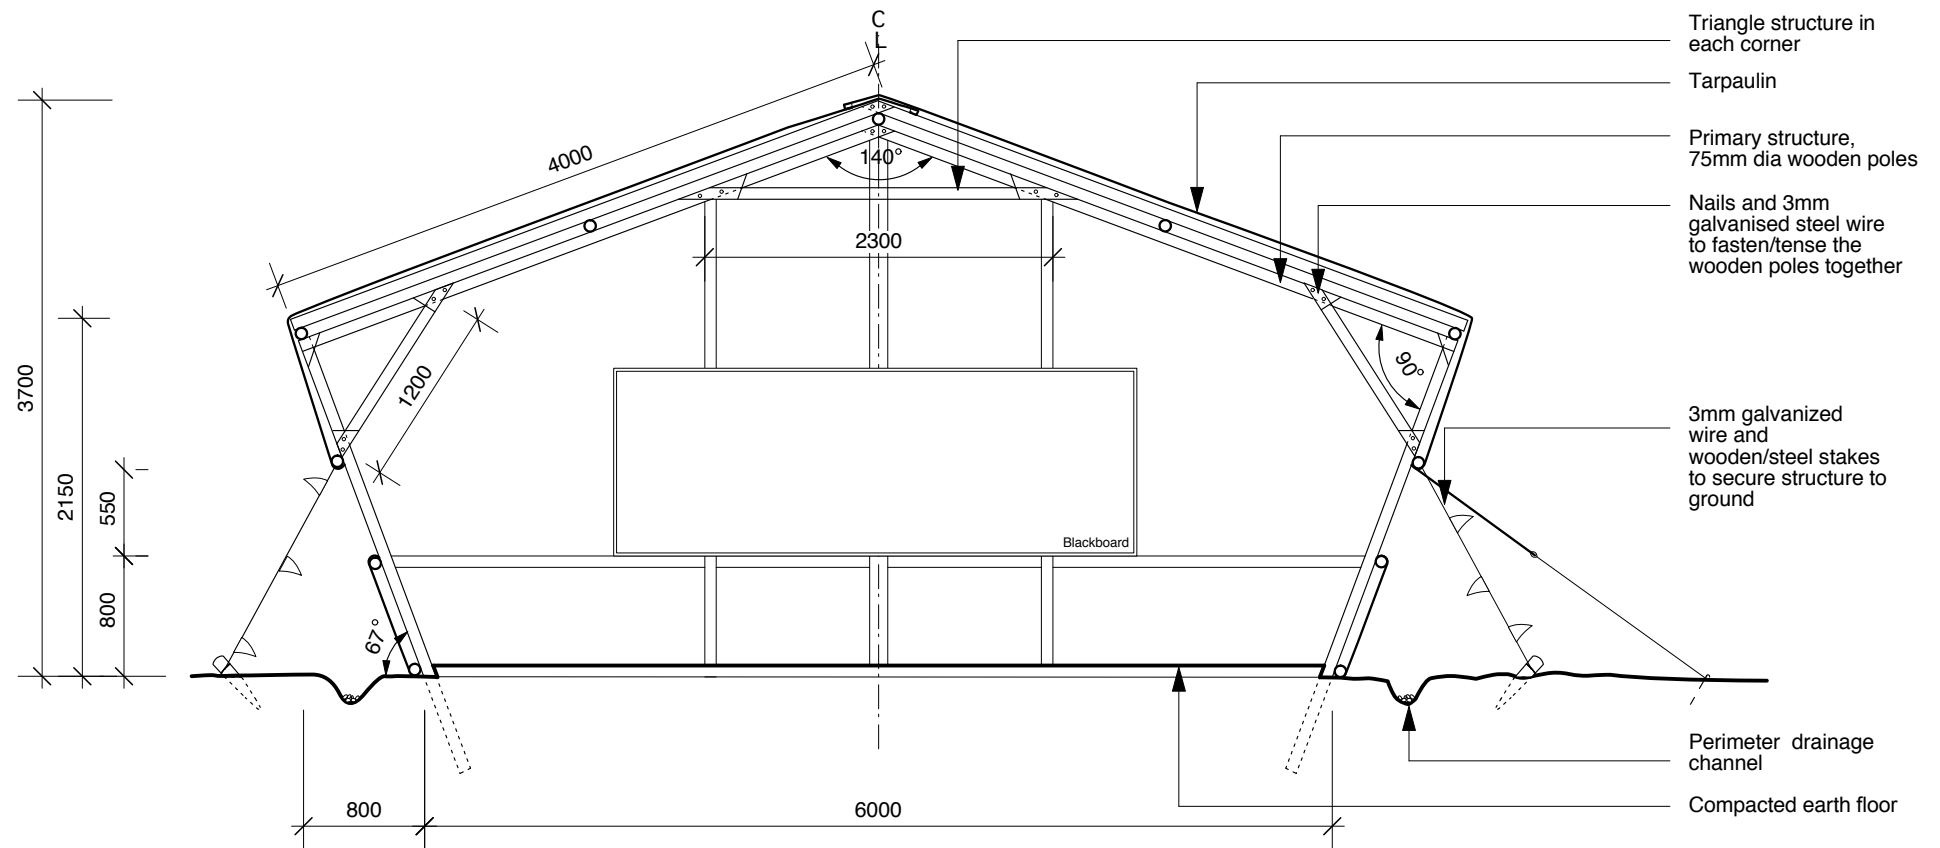 C
L
Triangle structure in
each corner
Tarpaulin
Primary structure,
75mm dia wooden poles
Nails and 3mm
galvanised steel wire
to fasten/tense the
wooden poles together
3mm galvanized
wire and
wooden/steel stakes
to secure structure to
ground
Perimeter drainage
channel
Compacted earth floor
4000
140°
2300
1200
90°
3700
2150
550
800
67°
Blackboard
800
6000